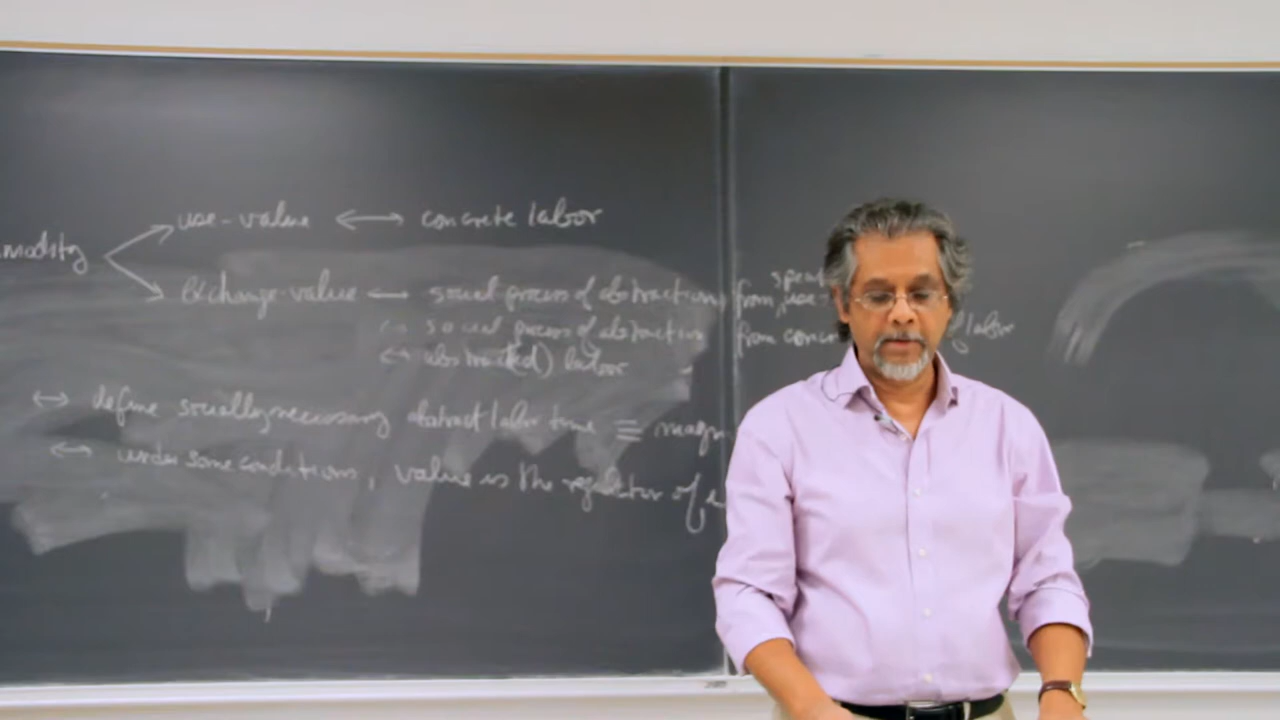 use-value ⟷ concrete labor
modity
exchange-value ⟷ social process of abstraction from use-
⟷ social process of abstraction from concr labor
⟷ abstract(ed) labor
⟷ define socially necessary abstract labor time ≡ magn
⟷ under some conditions, value is the regulator of